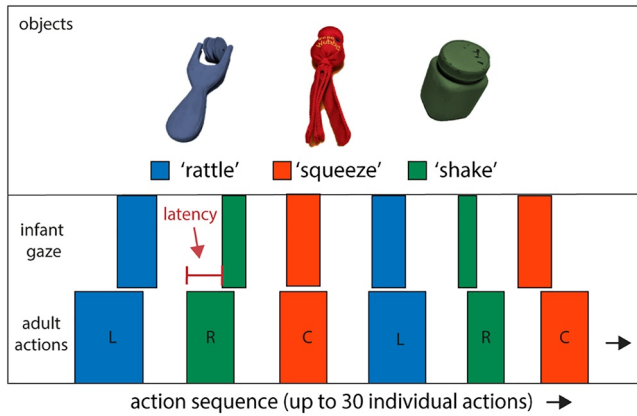 objects
'rattle' 'squeeze' 'shake'
infant
gaze
latency
adult
actions
L R C L R C
action sequence (up to 30 individual actions)